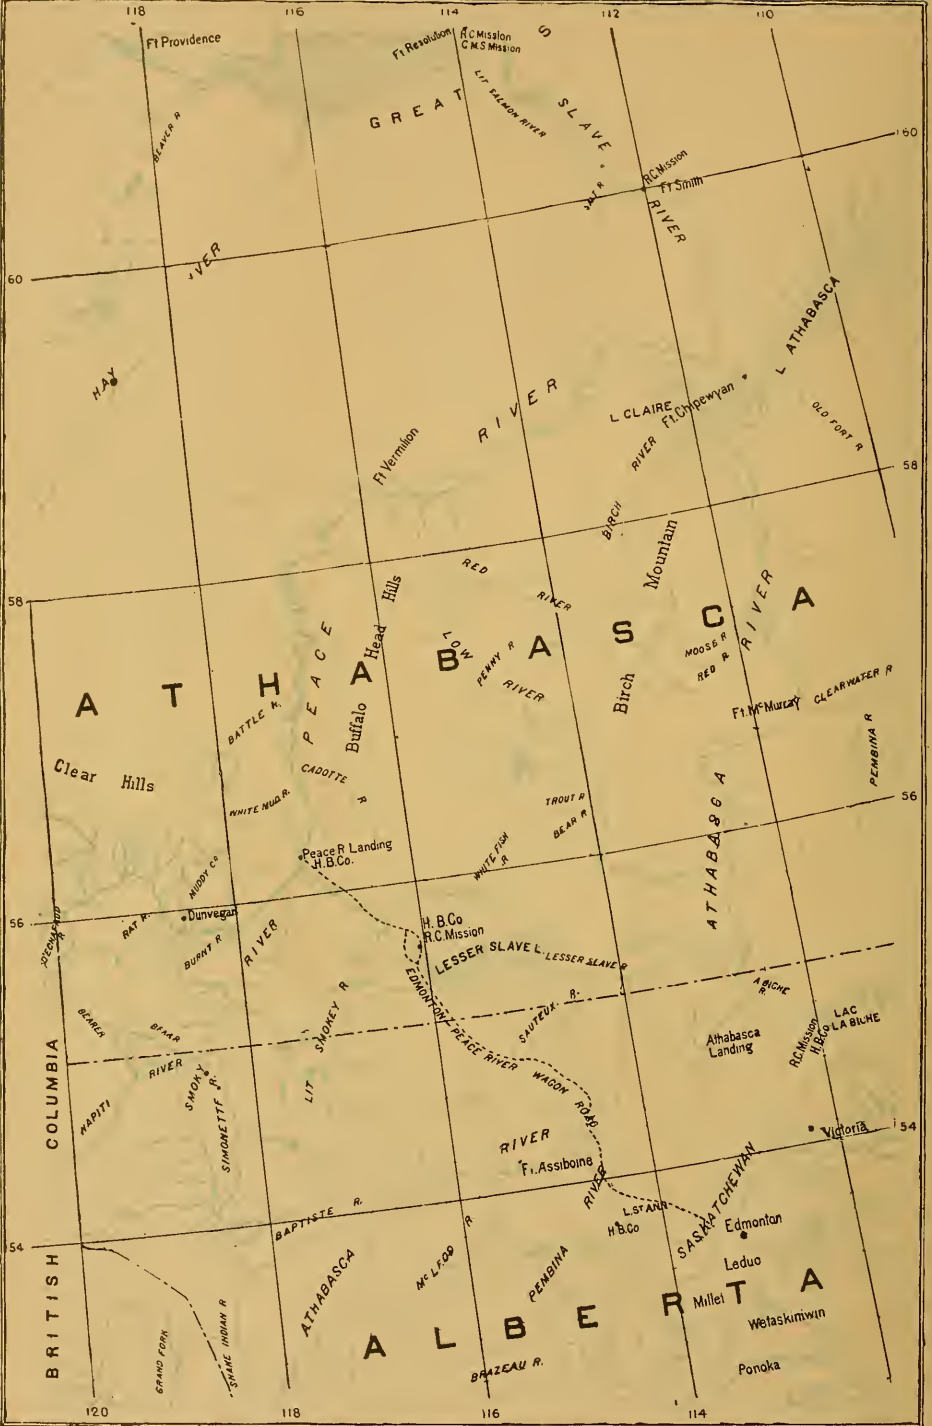 118
116
114
112
110
Ft Providence
Ft Resolution
R C Mission
C M S Mission
S
LIT SALMON RIVER
GREAT
SLAVE
BEAVER R
60
R.C. Mission
Ft Smith
RIVER
60
HAY
L ATHABASCA
RIVER
L CLAIRE
Ft. Chipewyan
OLD FORT R
Ft Vermilion
BIRCH RIVER
58
58
RED
RIVER
Birch Mountain
Buffalo Head Hills
ATHABASCA
PEACE
LOW
PENNY R
RIVER
MOOSE R
RED R
RIVER
BATTLE R.
Ft. McMurray
CLEARWATER R
PEMBINA R
Clear Hills
CADOTTE
R
WHITE MUD R.
TROUT R
BEAR R
ATHABASCA
56
Peace R Landing
H.B.Co.
WHITE FISH
R
MUDDY CR
RAT R.
Dunvegan
BURNT R
RIVER
56
H.B.Co
R.C.Mission
LESSER SLAVE L.
LESSER SLAVE R
A BICHE
R.
SAUTEUX R.
SMOKEY R
LIT
EDMONTON PEACE RIVER WAGON ROAD
Athabasca
Landing
R.C.Mission
H.B.Co
LAC
LA BICHE
BEAVER
RIVER
SMOKY R.
SIMONETTE
WAPITI
BRITISH COLUMBIA
Victoria
54
RIVER
Ft. Assiboine
RIVER
BAPTISTE R.
54
L.ST ANN
H.B.Co
SASKATCHEWAN
Edmonton
Leduc
McLEOD R
PEMBINA
ATHABASCA
Millet
ALBERTA
Wetaskiniwin
GRAND FORK
SNAKE INDIAN R
BRAZEAU R.
Ponoka
120
118
116
114